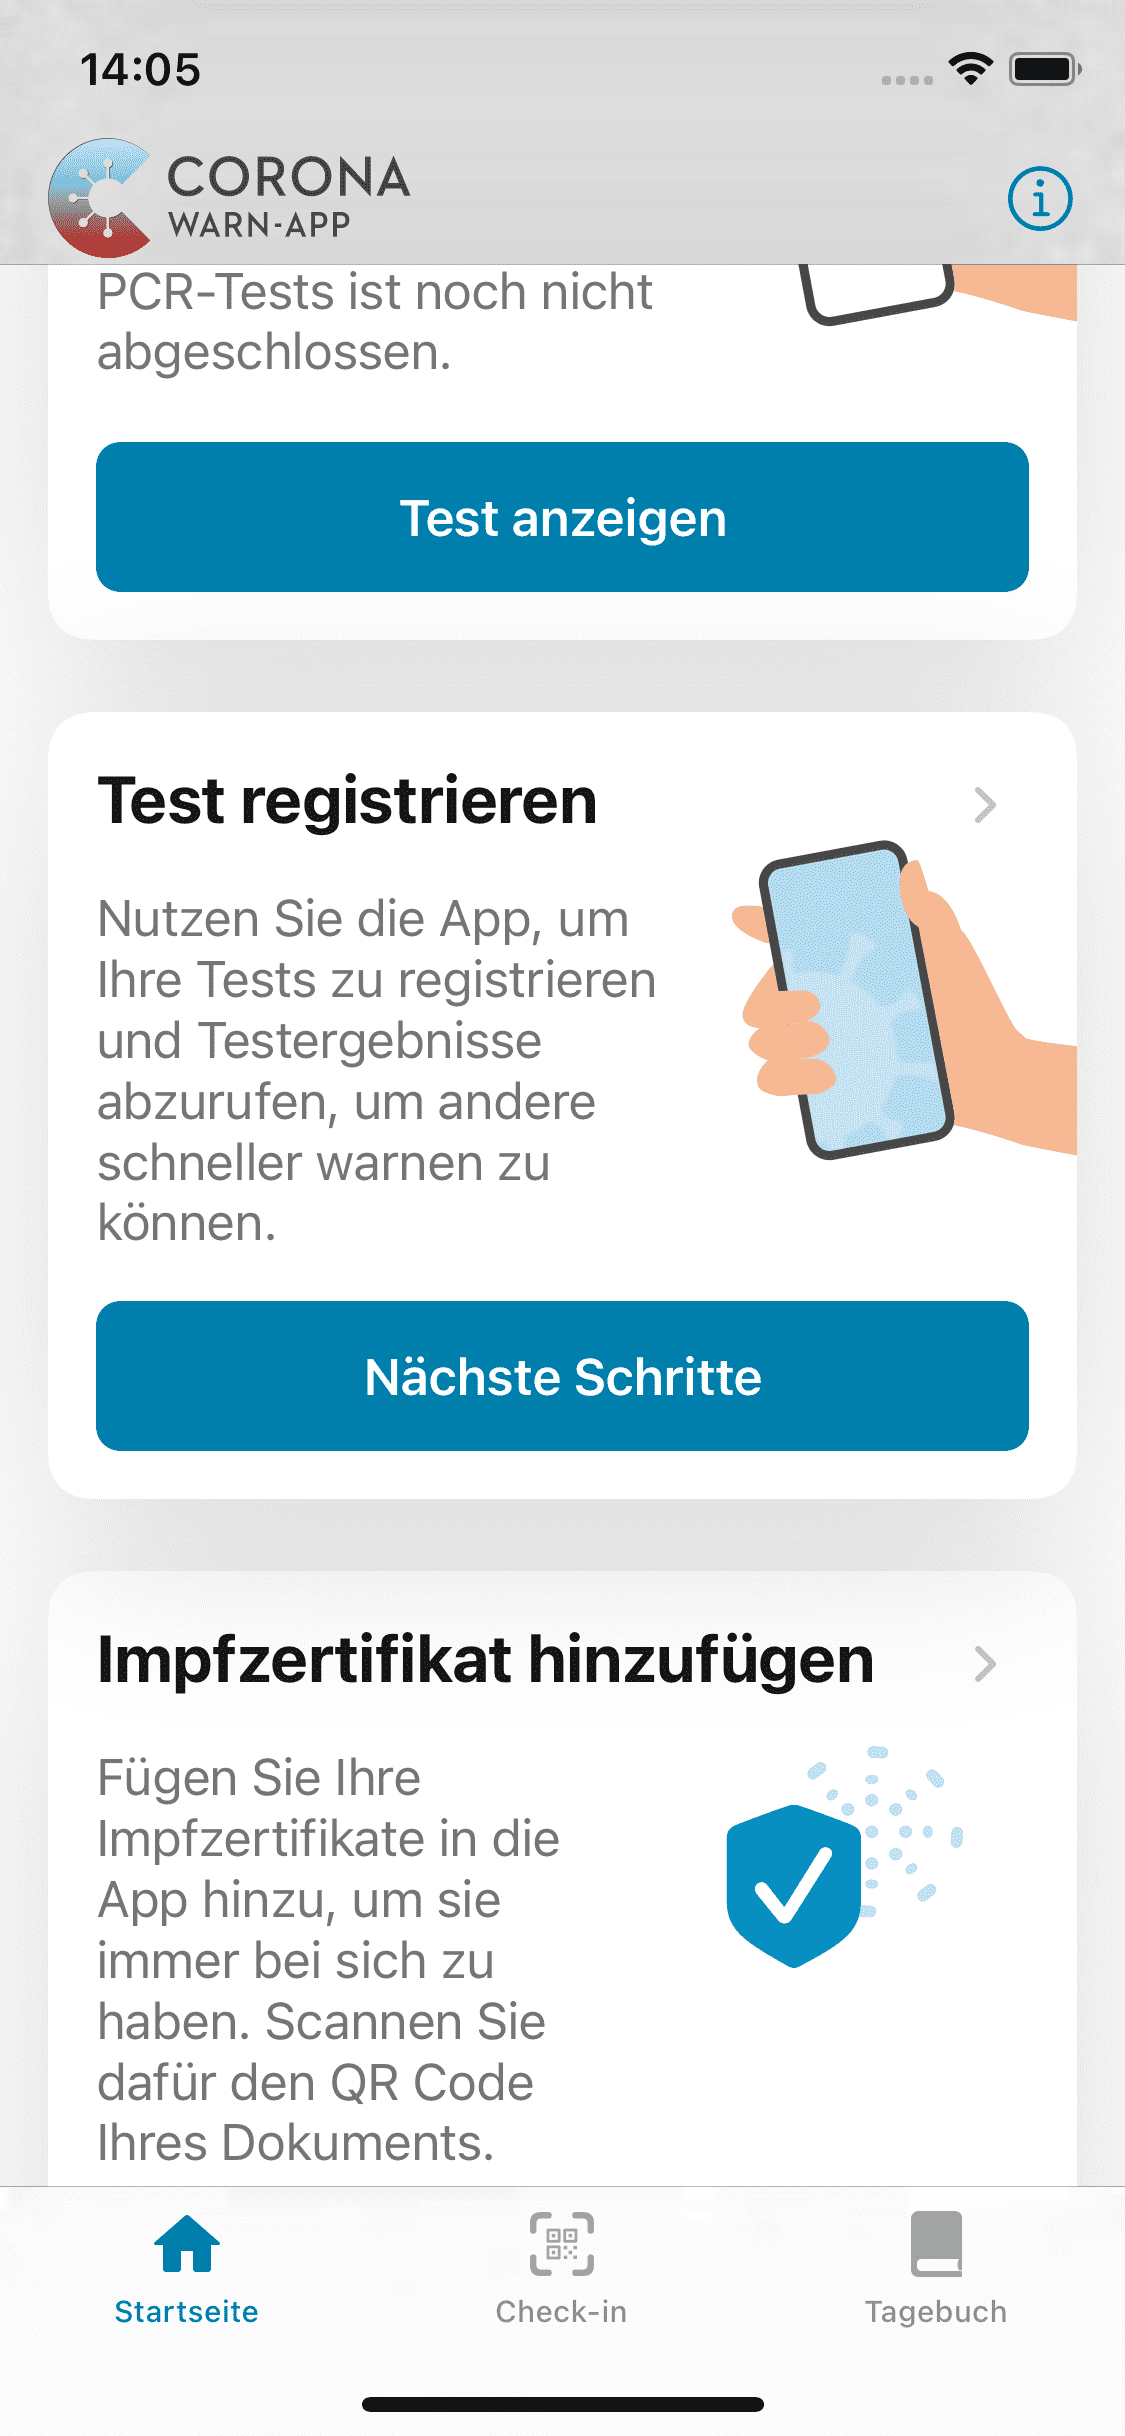 14:05
CORONA
WARN-APP
PCR-Tests ist noch nicht
abgeschlossen.
Test anzeigen
Test registrieren
Nutzen Sie die App, um
Ihre Tests zu registrieren
und Testergebnisse
abzurufen, um andere
schneller warnen zu
können.
Nächste Schritte
Impfzertifikat hinzufügen
Fügen Sie Ihre
Impfzertifikate in die
App hinzu, um sie
immer bei sich zu
haben. Scannen Sie
dafür den QR Code
Ihres Dokuments.
Startseite
Check-in
Tagebuch